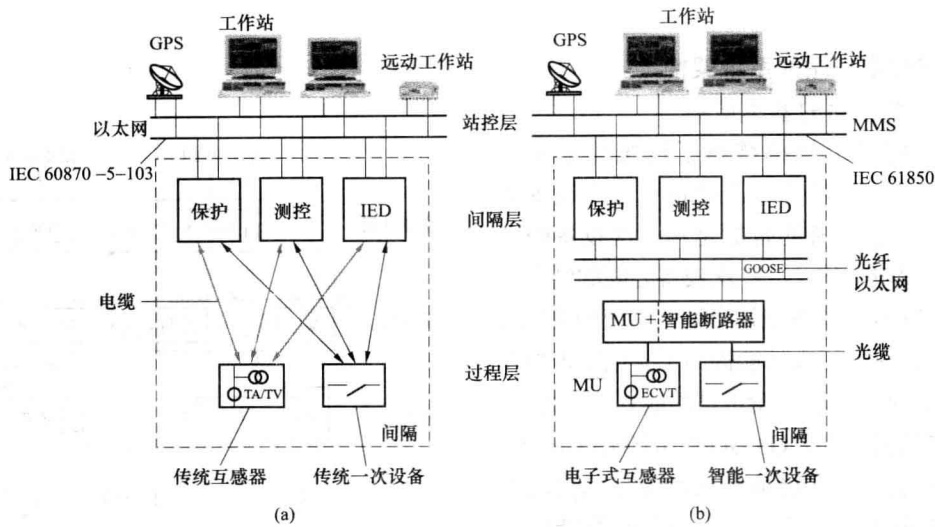 工作站
GPS
远动工作站
以太网
IEC 60870-5-103
保护
测控
IED
电缆
TA/TV
间隔
传统互感器
传统一次设备
(a)
站控层
间隔层
过程层
工作站
GPS
远动工作站
MMS
IEC 61850
保护
测控
IED
GOOSE
光纤
以太网
MU+智能断路器
光缆
MU
ECVT
间隔
电子式互感器
智能一次设备
(b)